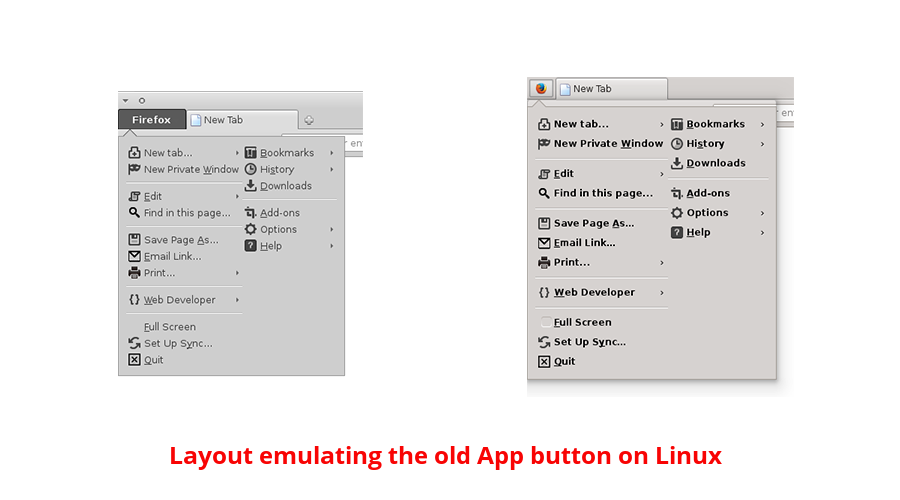 Firefox
New Tab
er
New tab...
New Private Window
Edit
Find in this page...
Save Page As...
Email Link...
Print...
Web Developer
Full Screen
Set Up Sync...
Quit
Bookmarks
History
Downloads
Add-ons
Options
Help
New Tab
en
New tab...
New Private Window
Edit
Find in this page...
Save Page As...
Email Link...
Print...
Web Developer
Full Screen
Set Up Sync...
Quit
Bookmarks
History
Downloads
Add-ons
Options
Help
Layout emulating the old App button on Linux